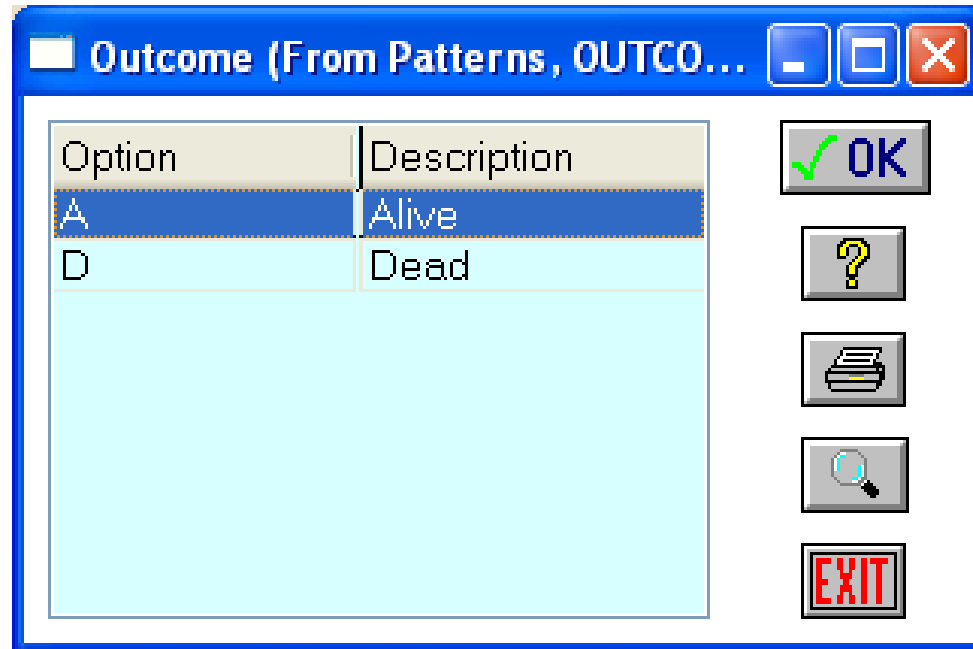 Outcome (From Patterns, OUTCO...
Option Description
A Alive
D Dead
OK
?
EXIT